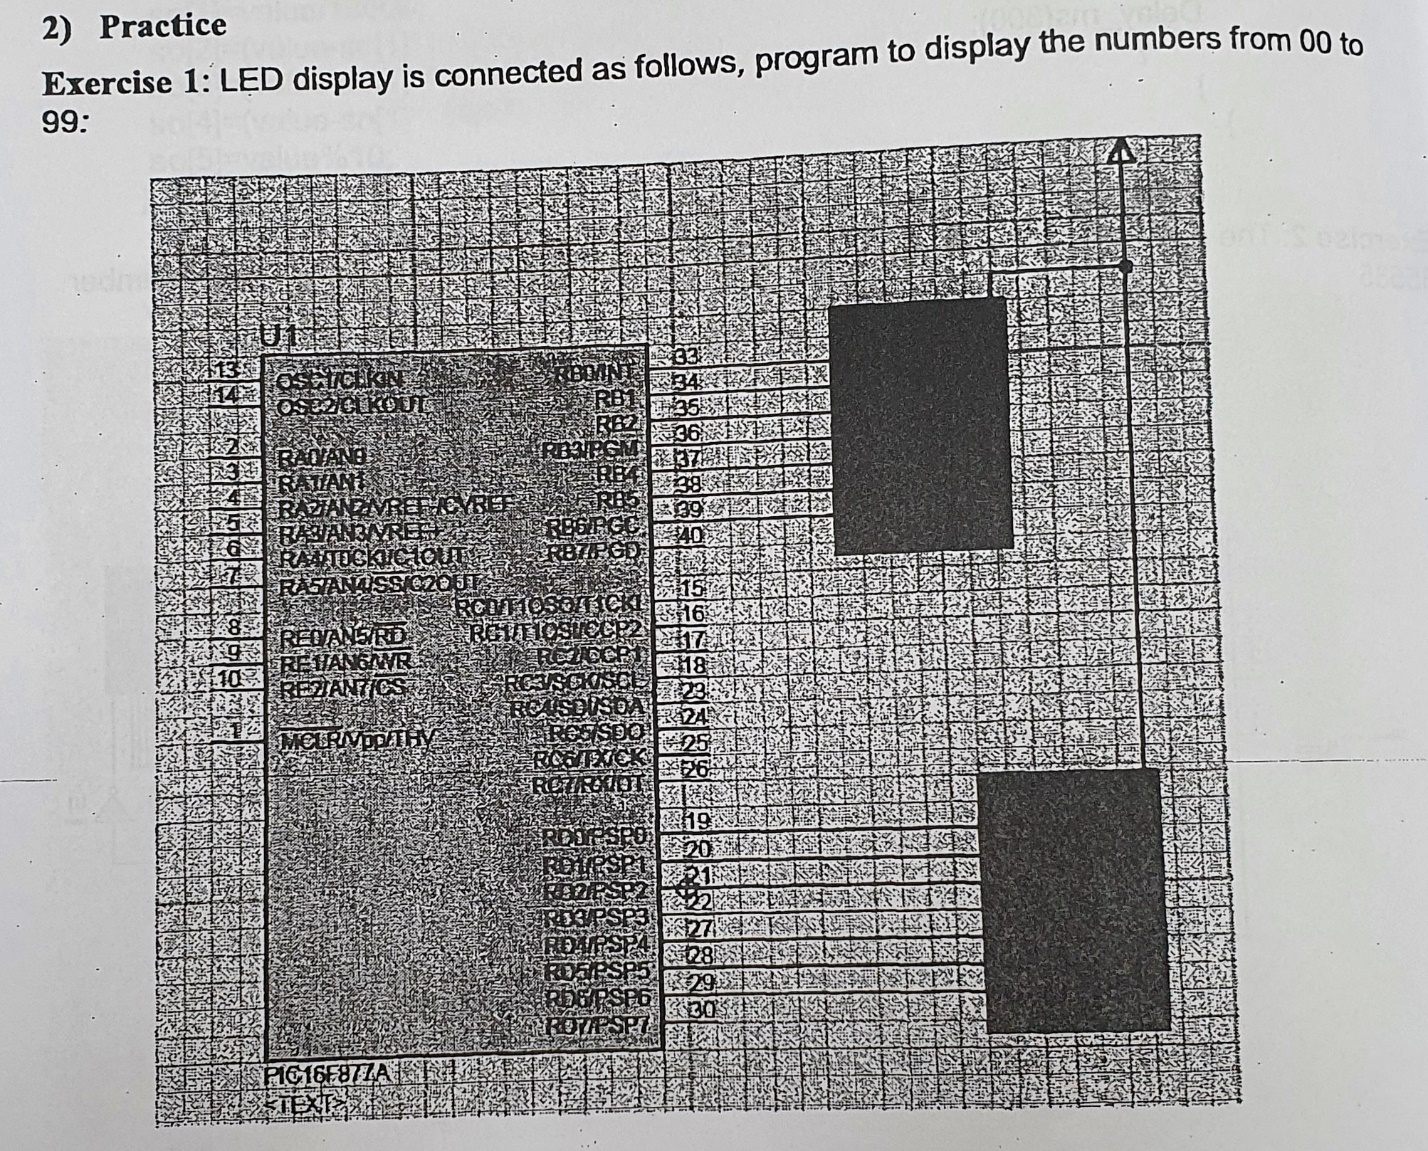 2) Practice
Exercise 1: LED display is connected as follows, program to display the numbers from 00 to
99:
U1
13 OSC1/CLKIN
14 OSC2/CLKOUT
2 RA0/AN0
3 RA1/AN1
4 RA2/AN2/VREF-/CVREF
5 RA3/AN3/VREF+
6 RA4/T0CKI/C1OUT
7 RA5/AN4/SS/C2OUT
8 RE0/AN5/RD
9 RE1/AN6/WR
10 RE2/AN7/CS
1 MCLR/Vpp/THV
RB0/INT 33
RB1 34
RB2 35
RB3/PGM 36
RB4 37
RB5 38
RB6/PGC 39
RB7/PGD 40
RC0/T1OSO/T1CKI 15
RC1/T1OSI/CCP2 16
RC2/CCP1 17
RC3/SCK/SCL 18
RC4/SDI/SDA 23
RC5/SDO 24
RC6/TX/CK 25
RC7/RX/DT 26
RD0/PSP0 19
RD1/PSP1 20
RD2/PSP2 21
RD3/PSP3 22
RD4/PSP4 27
RD5/PSP5 28
RD6/PSP6 29
RD7/PSP7 30
PIC16F877A
<TEXT>